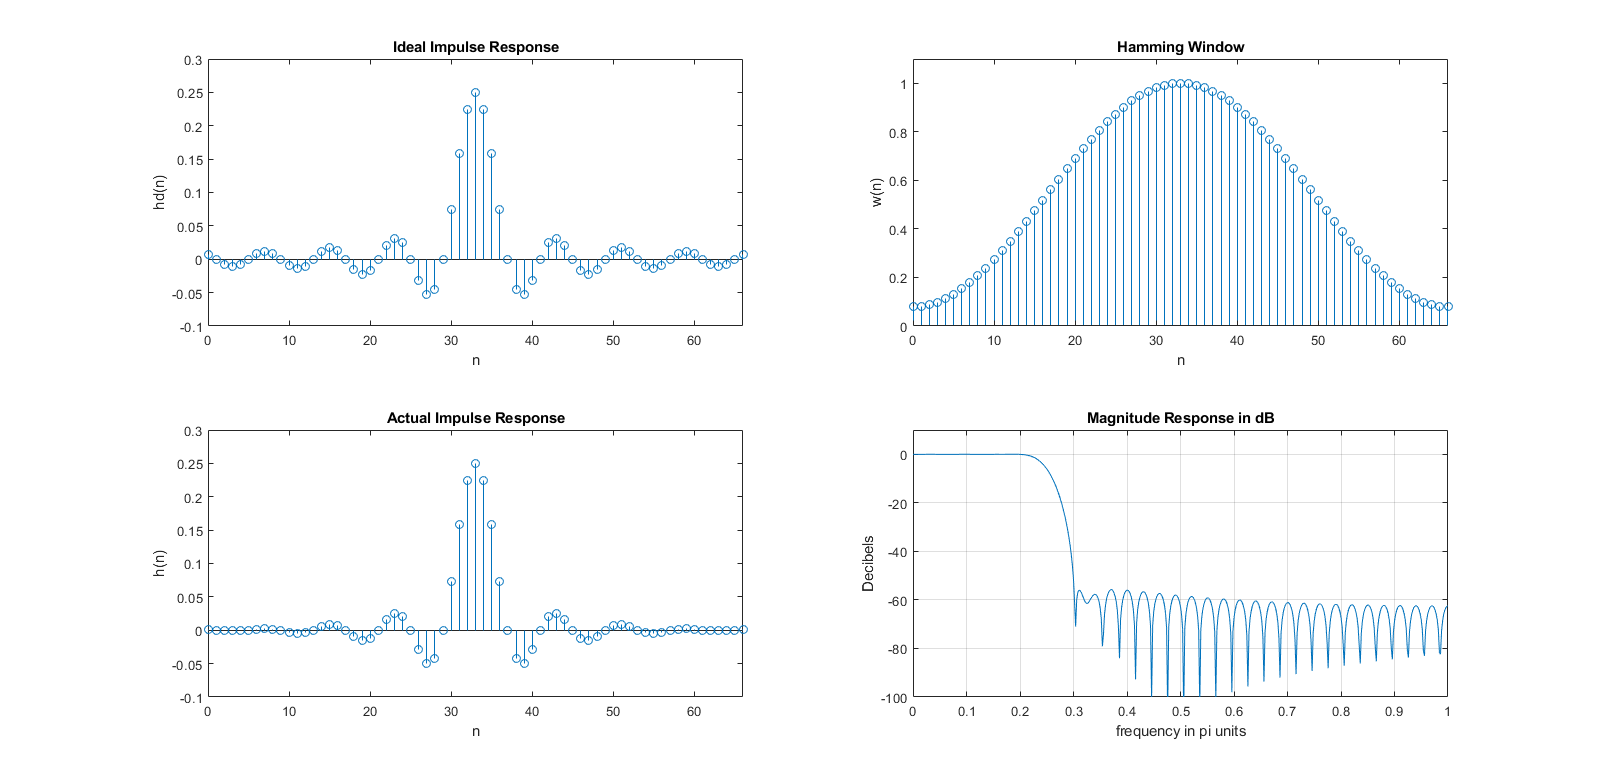 Ideal Impulse Response
0.3
0.25
0.2
0.15
0.1
0.05
0
-0.05
-0.1
hd(n)
0 10 20 30 40 50 60
n
Hamming Window
1
0.8
0.6
0.4
0.2
0
w(n)
0 10 20 30 40 50 60
n
Actual Impulse Response
0.3
0.25
0.2
0.15
0.1
0.05
0
-0.05
-0.1
h(n)
0 10 20 30 40 50 60
n
Magnitude Response in dB
0
-20
-40
-60
-80
-100
Decibels
0 0.1 0.2 0.3 0.4 0.5 0.6 0.7 0.8 0.9 1
frequency in pi units